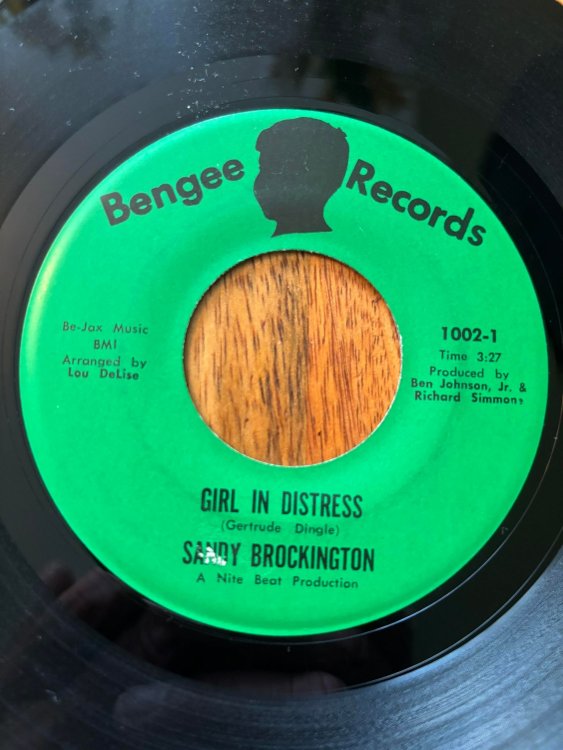 Bengee Records
Be-Jax Music
BMI
Arranged by
Lou DeLise
1002-1
Time 3:27
Produced by
Ben Johnson, Jr. &
Richard Simmons
GIRL IN DISTRESS
(Gertrude Dingle)
SANDY BROCKINGTON
A Nite Beat Production